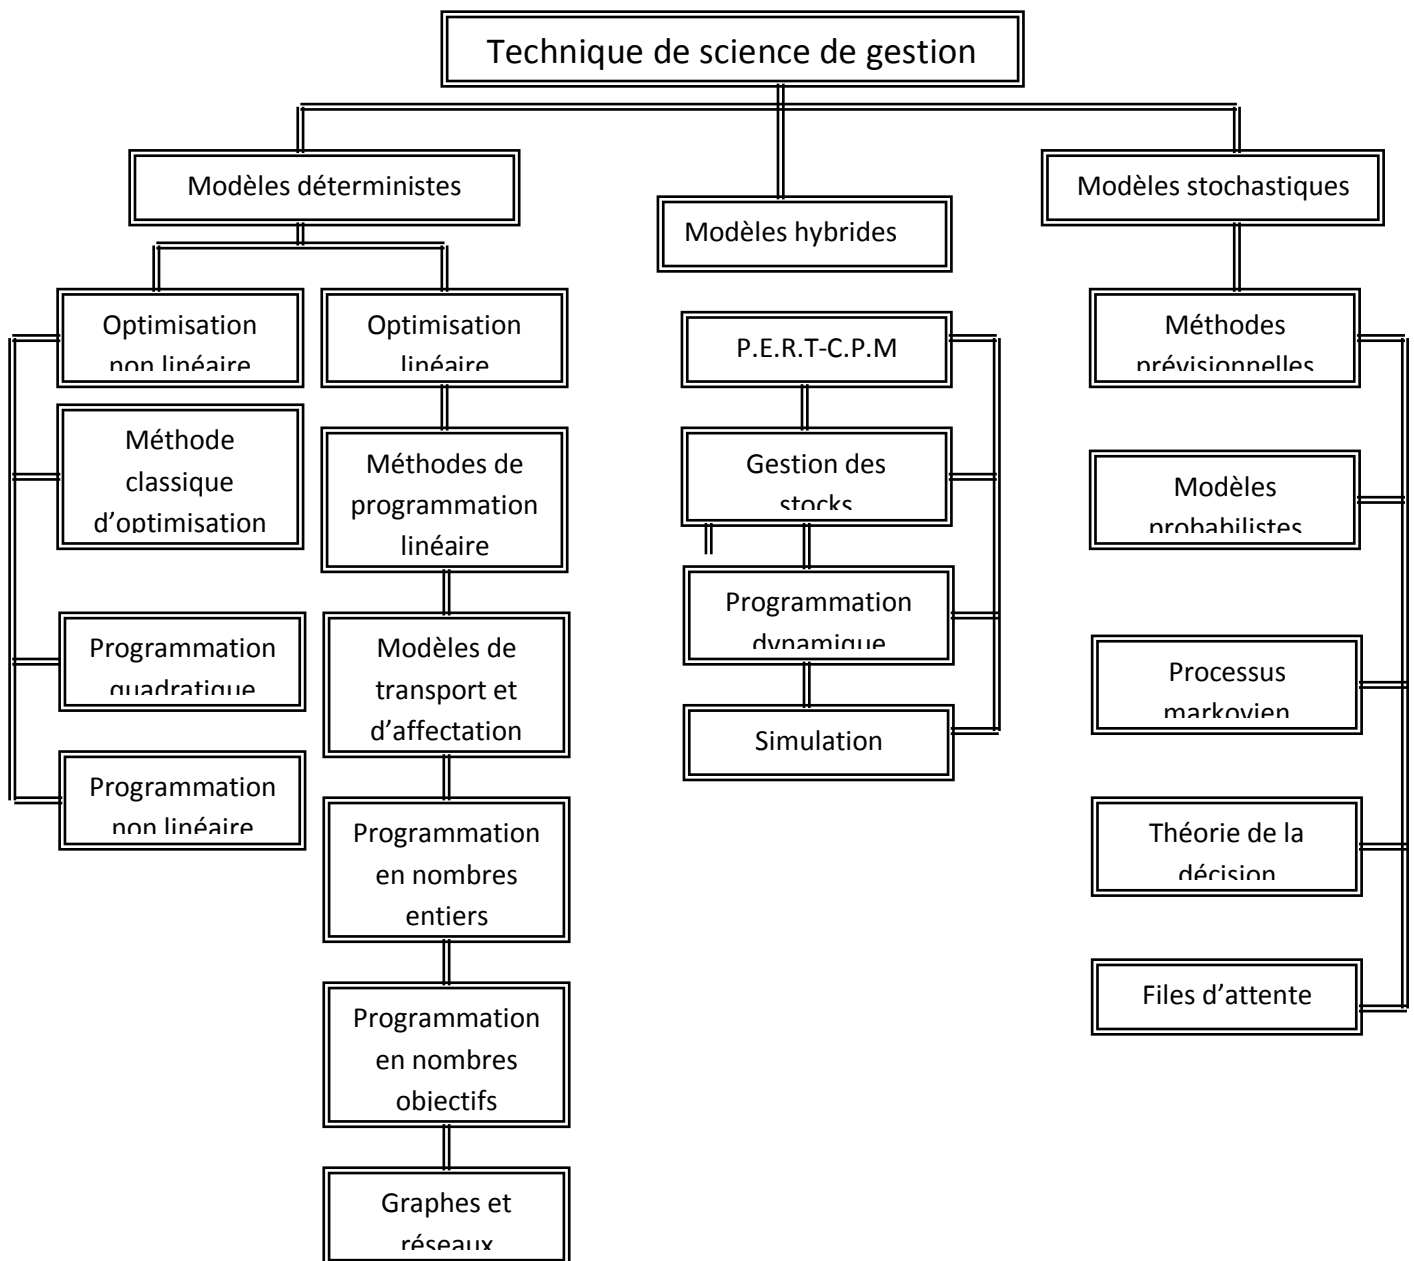 Technique de science de gestion
Modèles déterministes
Optimisation
non linéaire
Méthode
classique
d’optimisation
Programmation
quadratique
Programmation
non linéaire
Optimisation
linéaire
Méthodes de
programmation
linéaire
Modèles de
transport et
d’affectation
Programmation
en nombres
entiers
Programmation
en nombres
objectifs
Graphes et
réseaux
Modèles hybrides
P.E.R.T-C.P.M
Gestion des
stocks
Programmation
dynamique
Simulation
Modèles stochastiques
Méthodes
prévisionnelles
Modèles
probabilistes
Processus
markovien
Théorie de la
décision
Files d’attente